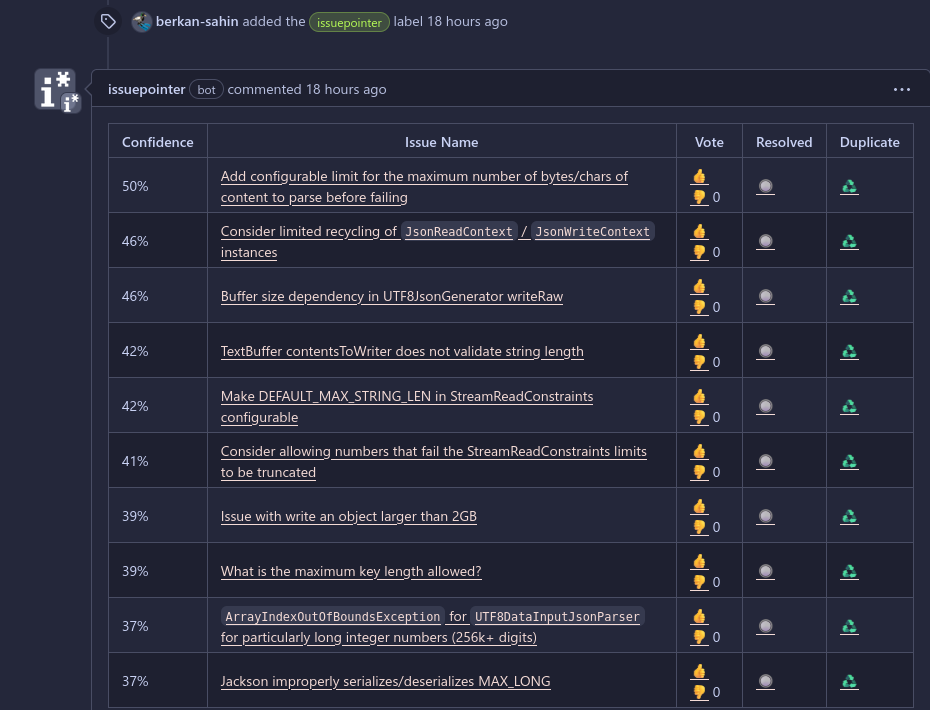 berkan-sahin added the issuepointer label 18 hours ago
i* i*
issuepointer bot commented 18 hours ago
Confidence Issue Name Vote Resolved Duplicate
50% Add configurable limit for the maximum number of bytes/chars of
content to parse before failing 0
46% Consider limited recycling of JsonReadContext / JsonWriteContext
instances 0
46% Buffer size dependency in UTF8JsonGenerator writeRaw 0
42% TextBuffer contentsToWriter does not validate string length 0
42% Make DEFAULT_MAX_STRING_LEN in StreamReadConstraints
configurable 0
41% Consider allowing numbers that fail the StreamReadConstraints limits
to be truncated 0
39% Issue with write an object larger than 2GB 0
39% What is the maximum key length allowed? 0
37% ArrayIndexOutOfBoundsException for UTF8DataInputJsonParser
for particularly long integer numbers (256k+ digits) 0
37% Jackson improperly serializes/deserializes MAX_LONG 0